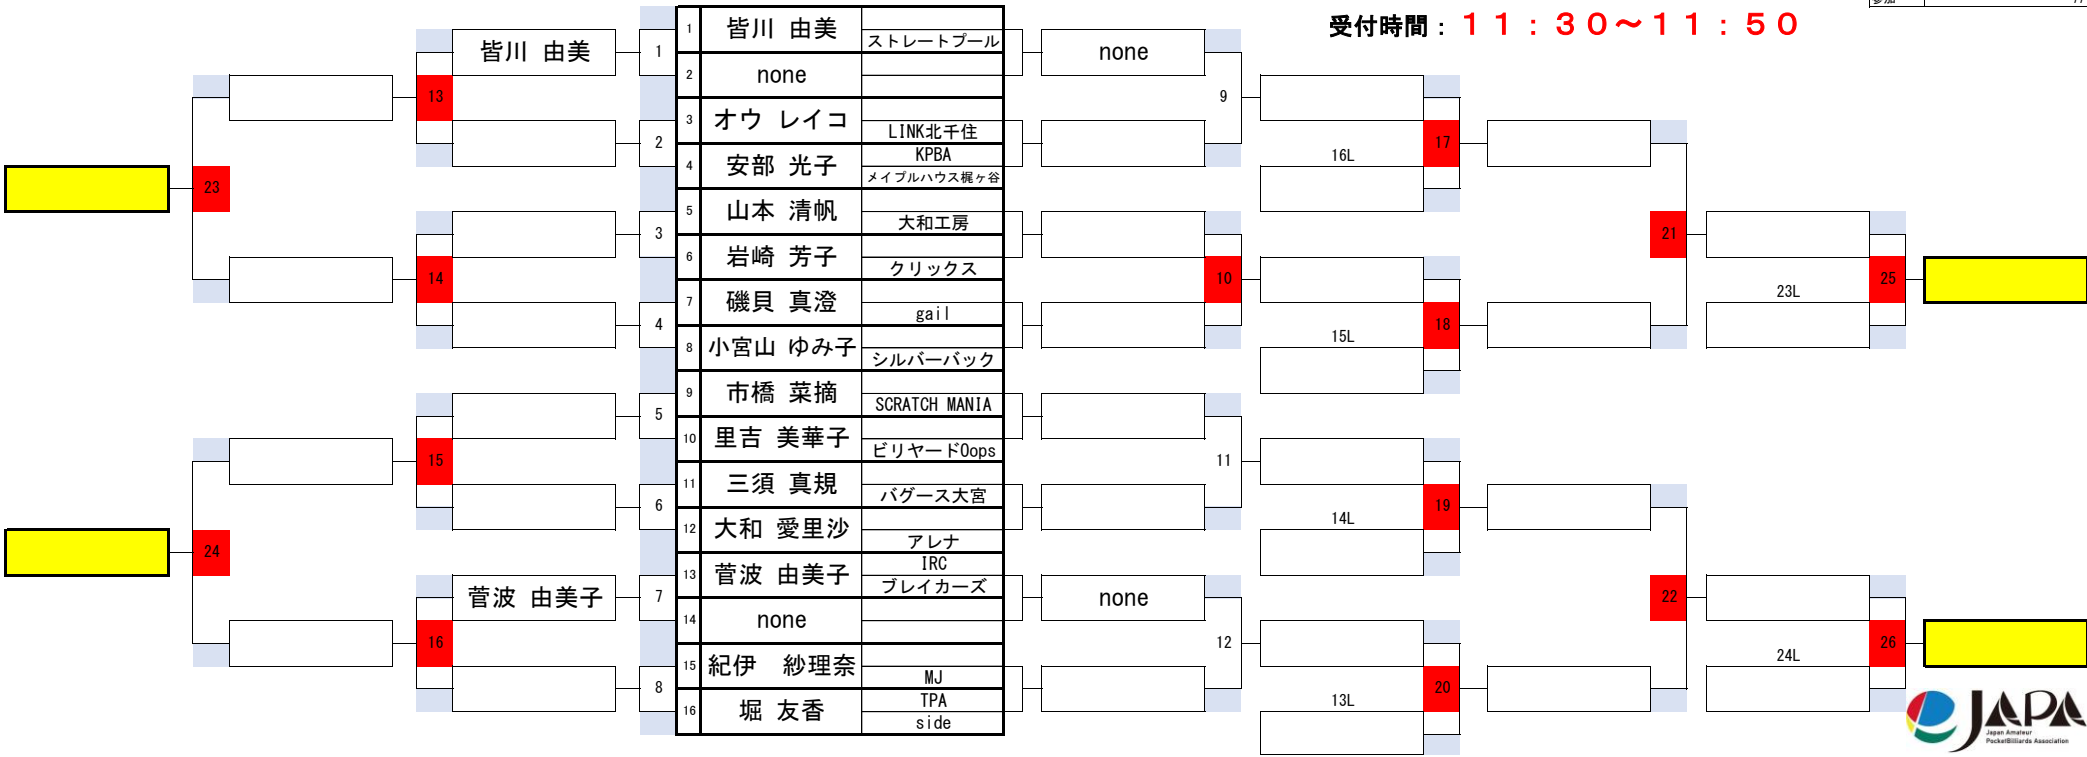 参加
受付時間：１１：３０～１１：５０
1 皆川 由美 ストレートプール
2 none
3 オウ レイコ LINK北千住
4 安部 光子 KPBA メイプルハウス梶ヶ谷
5 山本 清帆 大和工房
6 岩崎 芳子 クリックス
7 磯貝 真澄 gail
8 小宮山 ゆみ子 シルバーバック
9 市橋 菜摘 SCRATCH MANIA
10 里吉 美華子 ビリヤードOops
11 三須 真規 バグース大宮
12 大和 愛里沙 アレナ
13 菅波 由美子 IRC ブレイカーズ
14 none
15 紀伊　紗理奈 MJ
16 堀 友香 TPA side
皆川 由美
菅波 由美子
1
2
3
4
5
6
7
8
13
14
15
16
23
24
none
none
9
10
11
12
16L
15L
14L
13L
17
18
19
20
21
22
23L
24L
25
26
JAPA
Japan Amateur
PocketBilliards Association